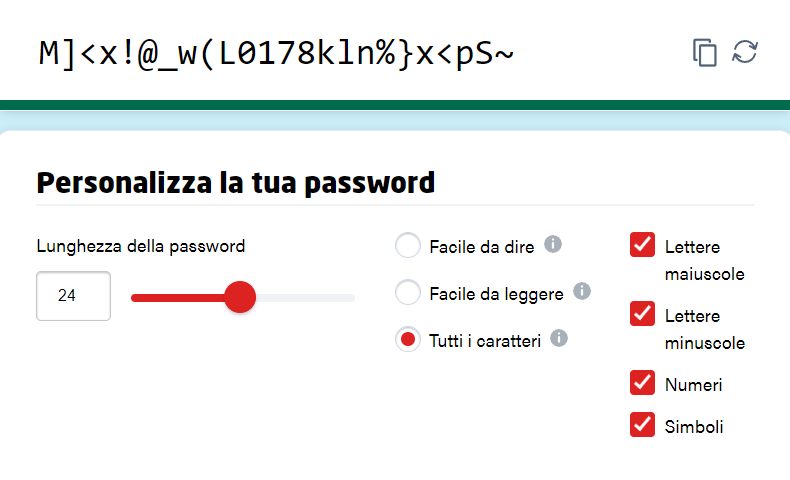 M]<x!@_w(L0178kln%}x<pS~
Personalizza la tua password
Lunghezza della password
24
Facile da dire
Facile da leggere
Tutti i caratteri
Lettere
maiuscole
Lettere
minuscole
Numeri
Simboli